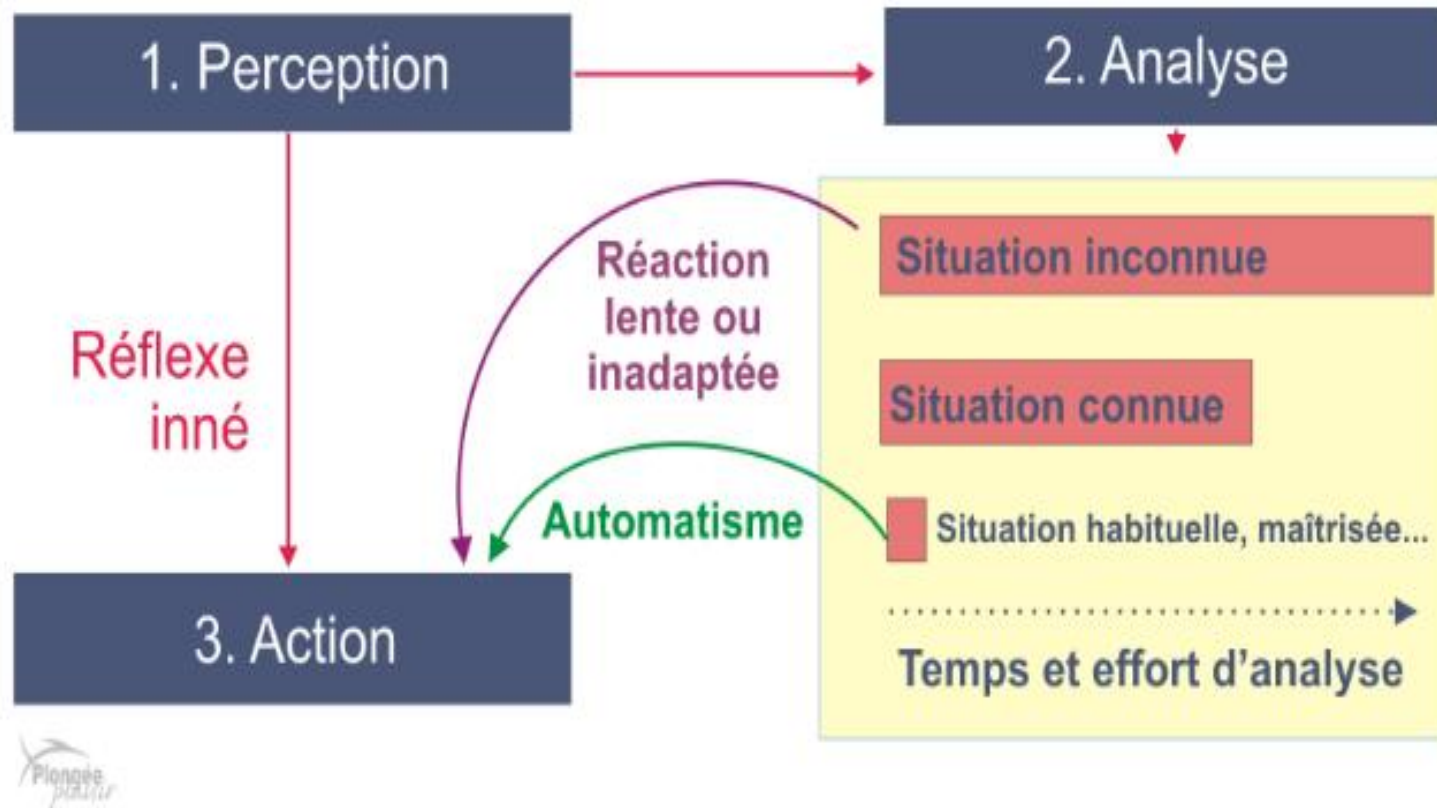 1. Perception
2. Analyse
Réflexe
inné
Réaction
lente ou
inadaptée
Situation inconnue
Situation connue
Automatisme
Situation habituelle, maîtrisée...
Temps et effort d’analyse
3. Action
Plongée
plaisir